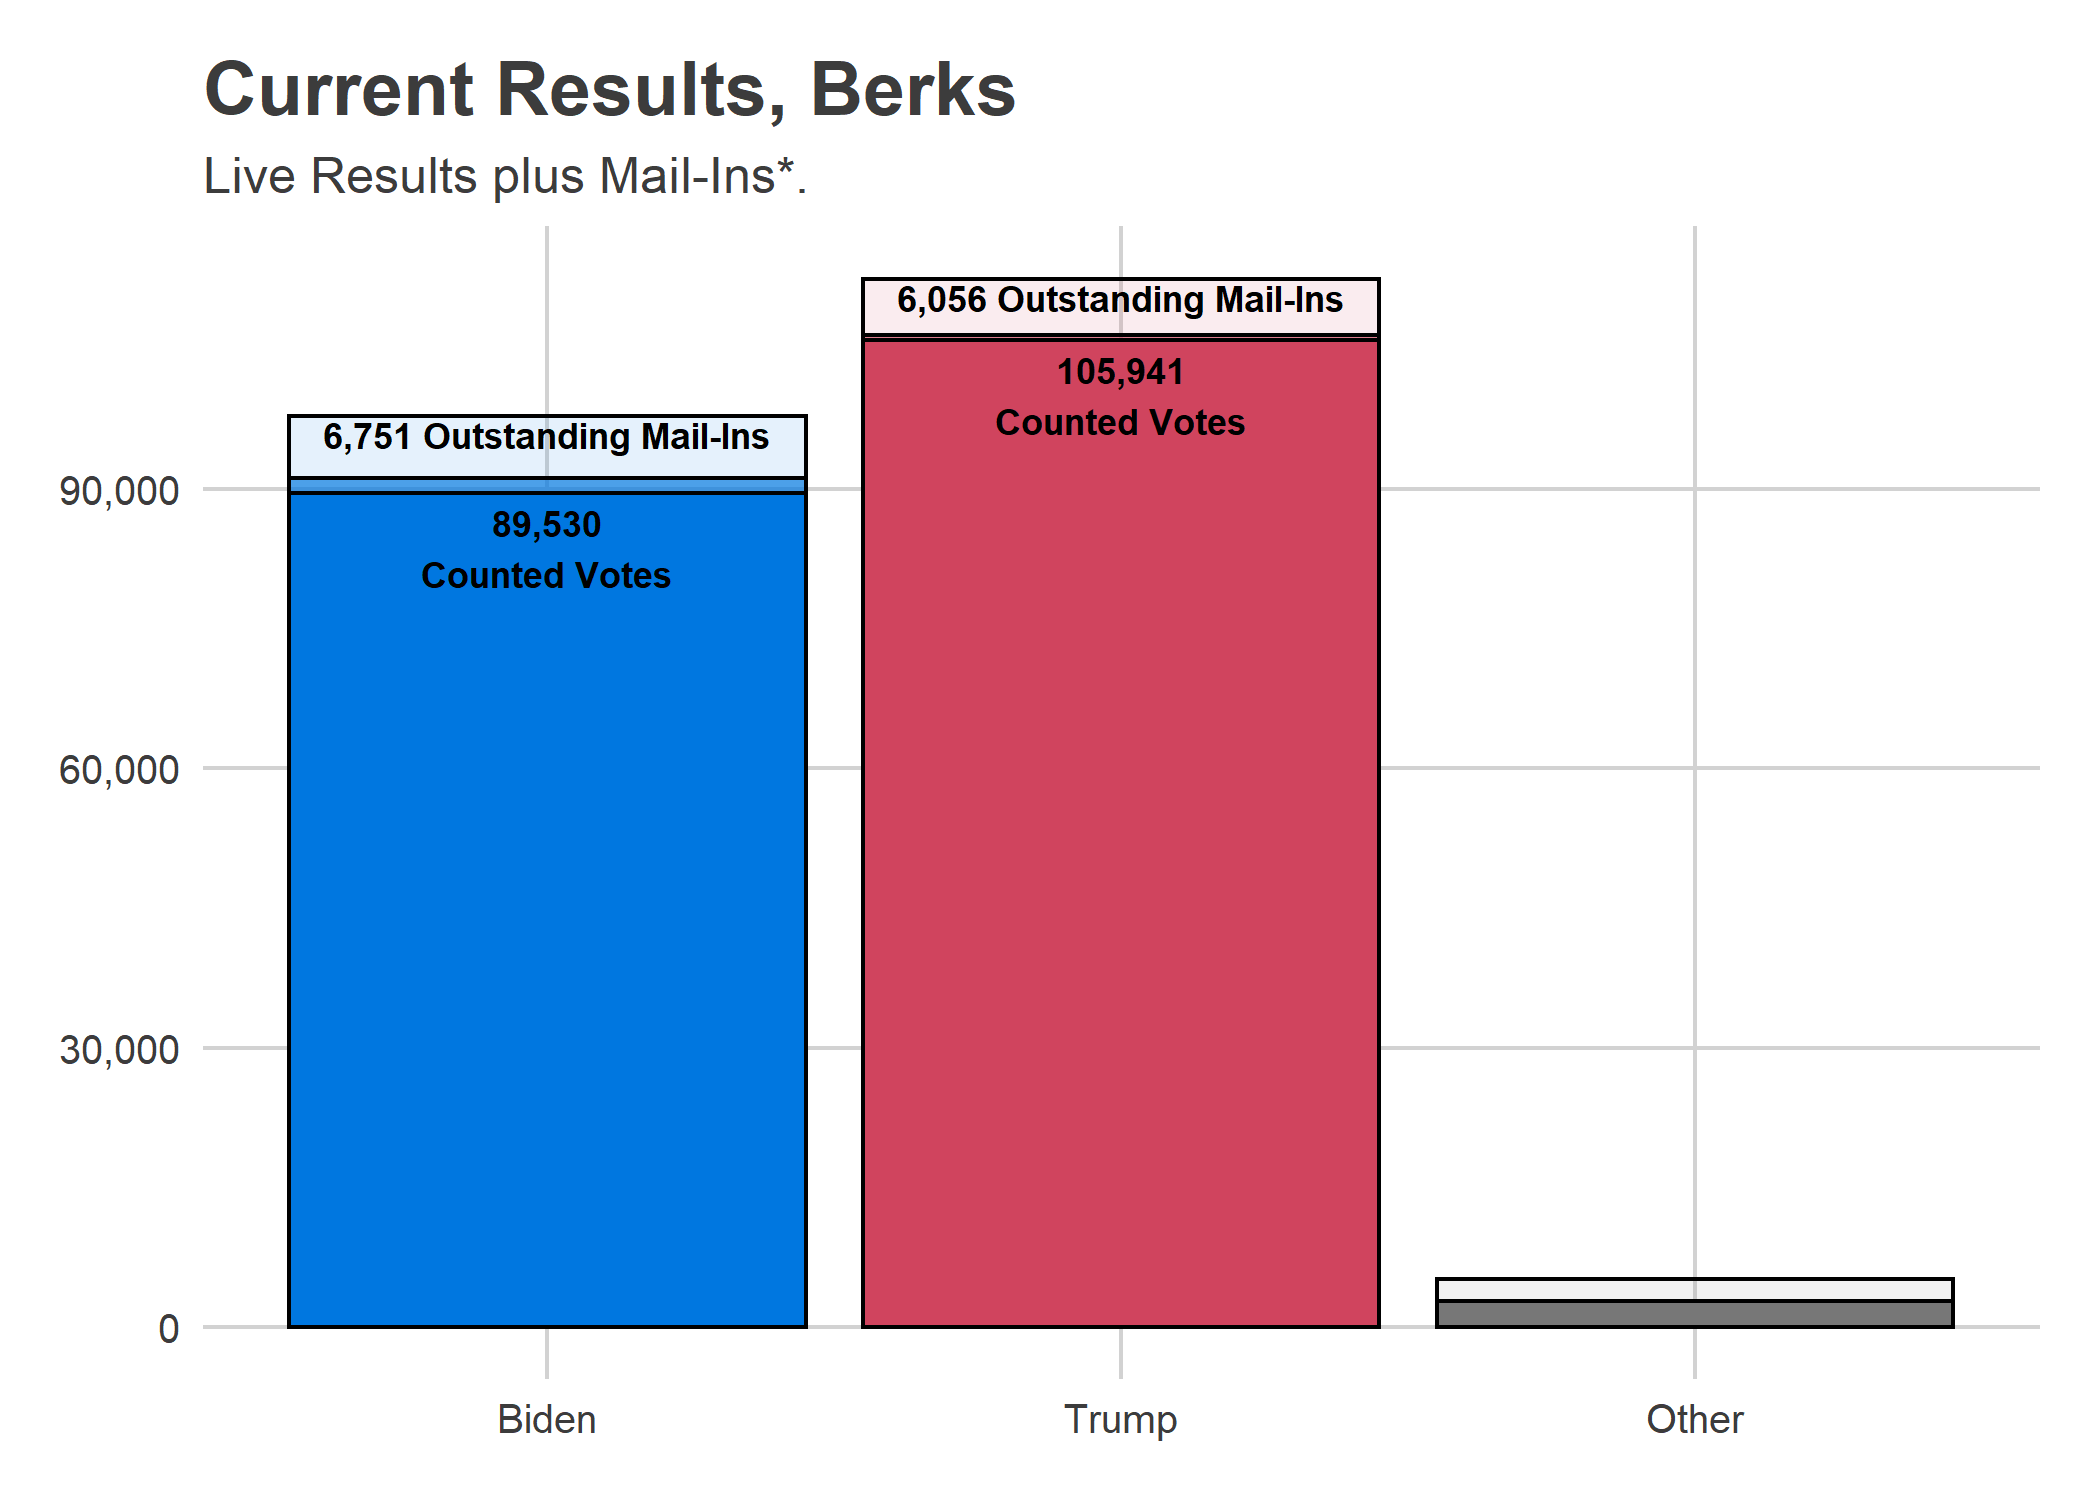 Current Results, Berks
Live Results plus Mail-Ins*.
6,056 Outstanding Mail-Ins
105,941
Counted Votes
6,751 Outstanding Mail-Ins
89,530
Counted Votes
90,000
60,000
30,000
0
Biden
Trump
Other